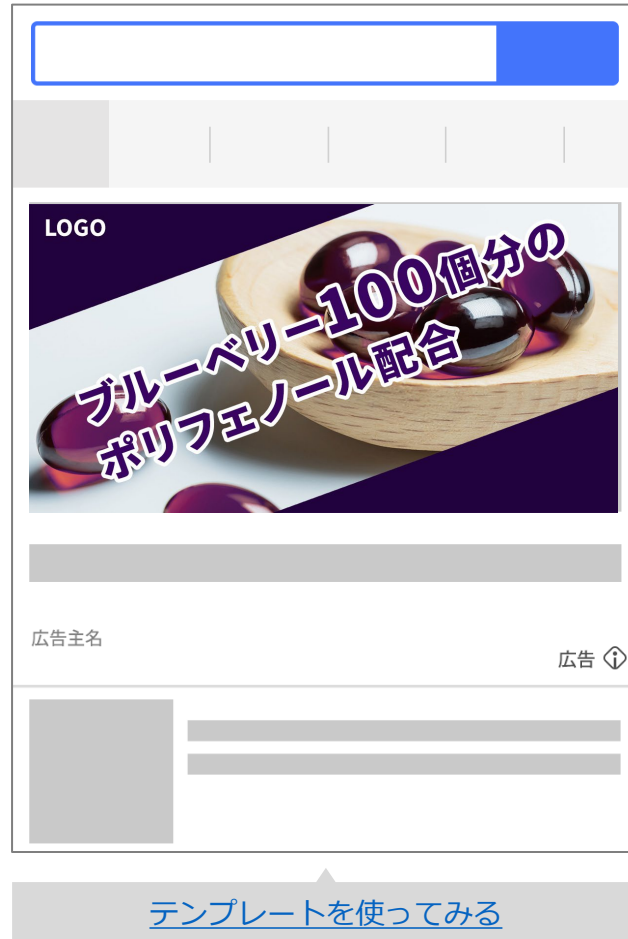 LOGO
ブルーベリー100個分の
ポリフェノール配合
広告主名
広告
テンプレートを使ってみる